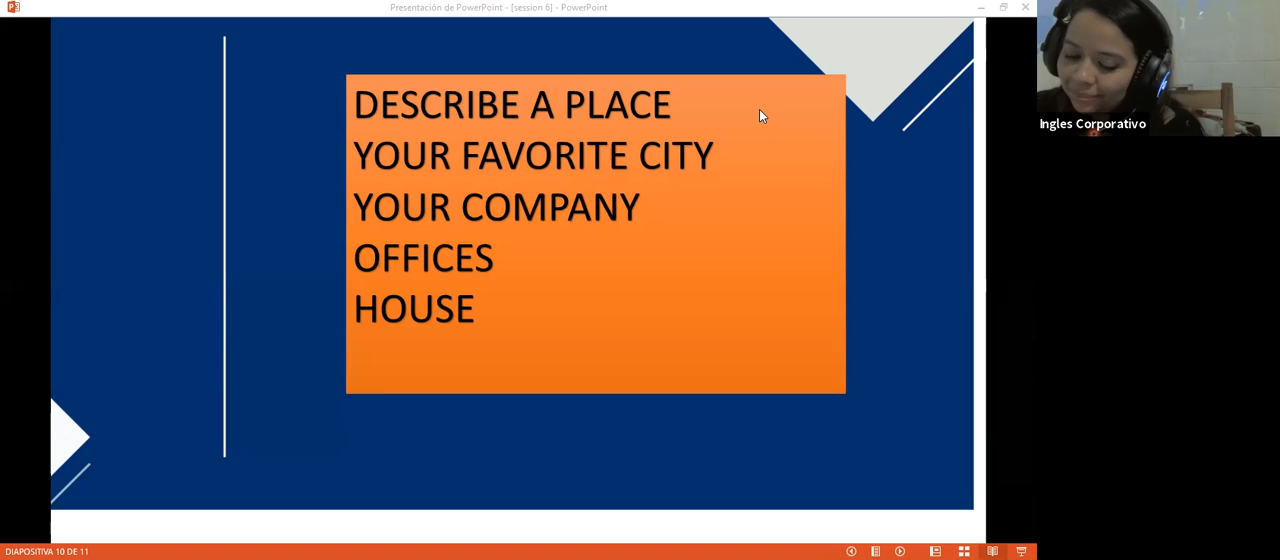 Presentación de PowerPoint - [session 6] - PowerPoint
DESCRIBE A PLACE
YOUR FAVORITE CITY
YOUR COMPANY
OFFICES
HOUSE
Ingles Corporativo
DIAPOSITIVA 10 DE 11